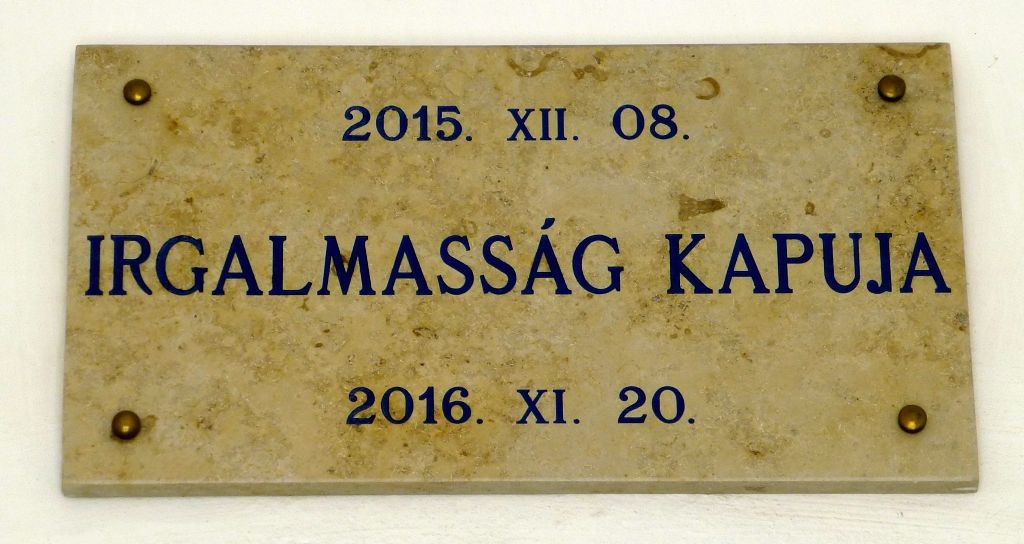 2015. XII. 08.
IRGALMASSÁG KAPUJA
2016. XI. 20.